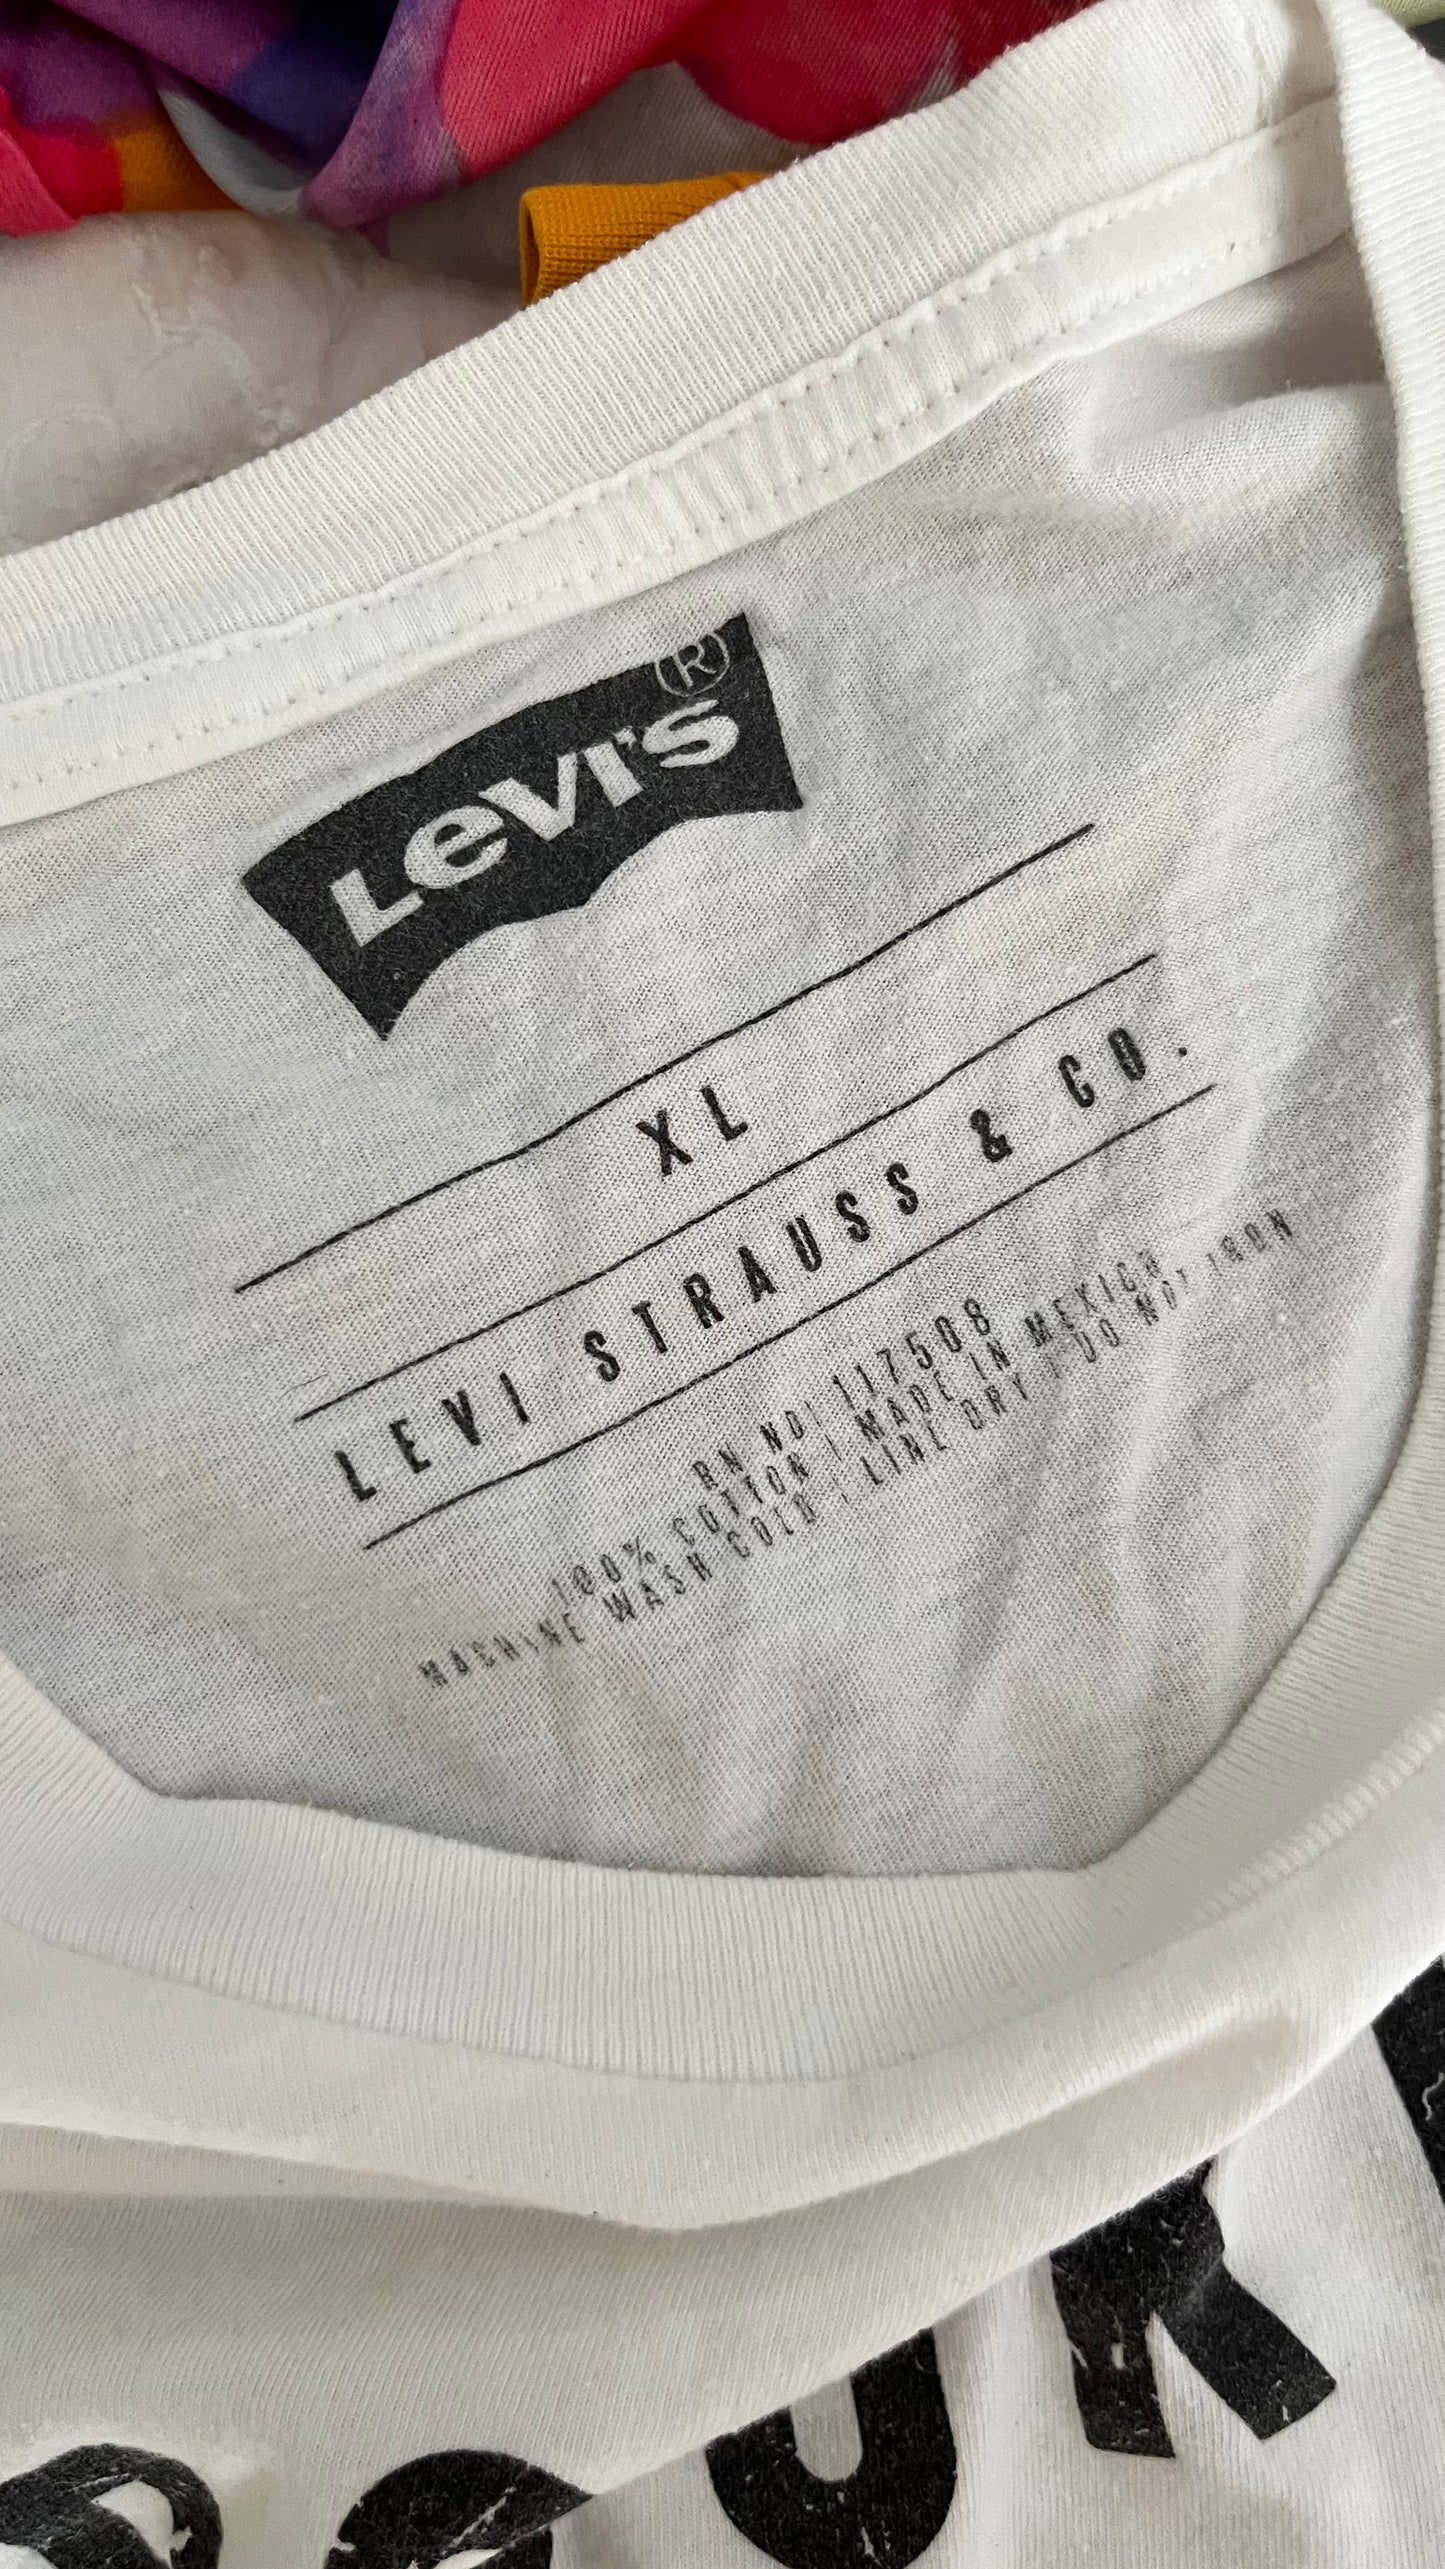 Levi's®
XL
LEVI STRAUSS & CO.
RN NO: 117508
100% COTTON | MADE IN MEXICO
MACHINE WASH COLD | LINE DRY | DO NOT IRON